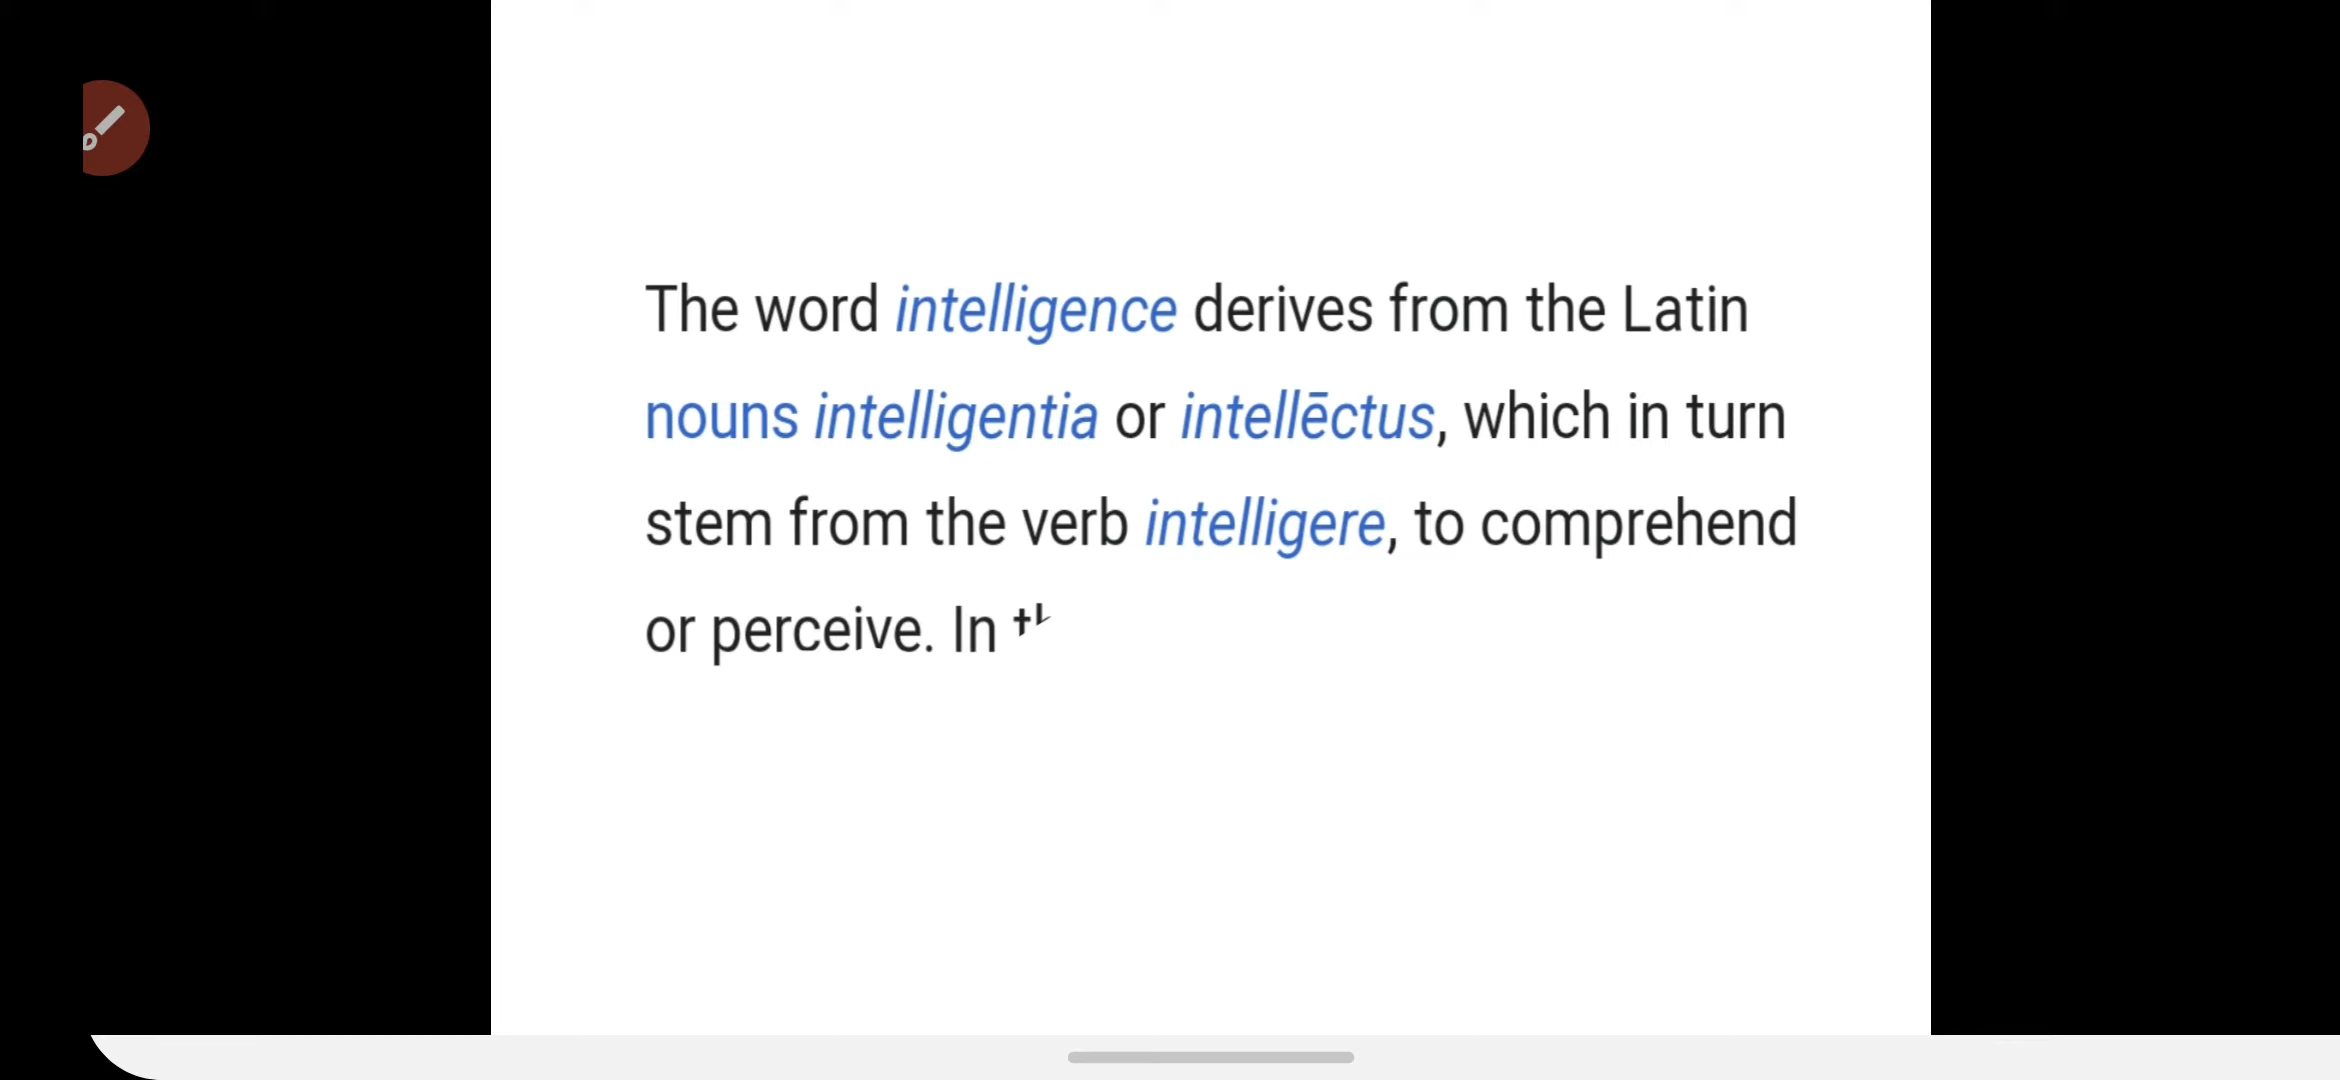 The word intelligence derives from the Latin
nouns intelligentia or intellēctus, which in turn
stem from the verb intelligere, to comprehend
or perceive. In